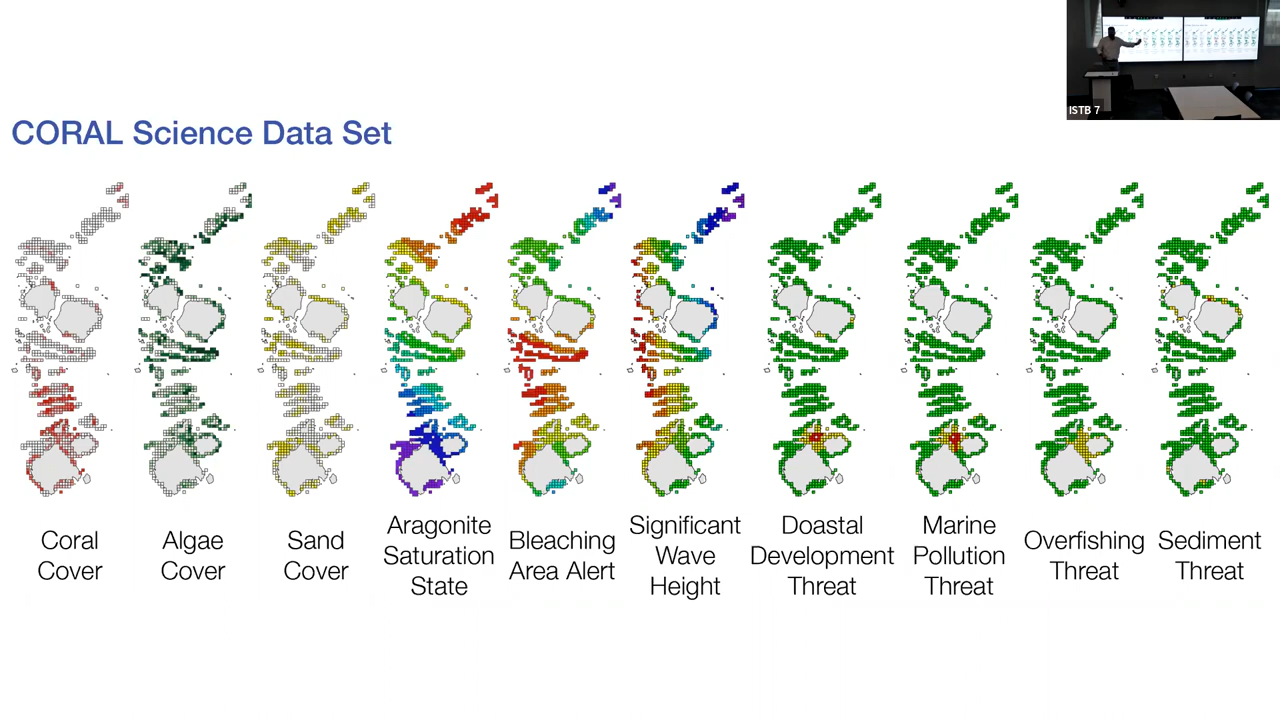 ISTB 7
CORAL Science Data Set
Coral
Cover
Algae
Cover
Sand
Cover
Aragonite
Saturation
State
Bleaching
Area Alert
Significant
Wave
Height
Doastal
Development
Threat
Marine
Pollution
Threat
Overfishing
Threat
Sediment
Threat